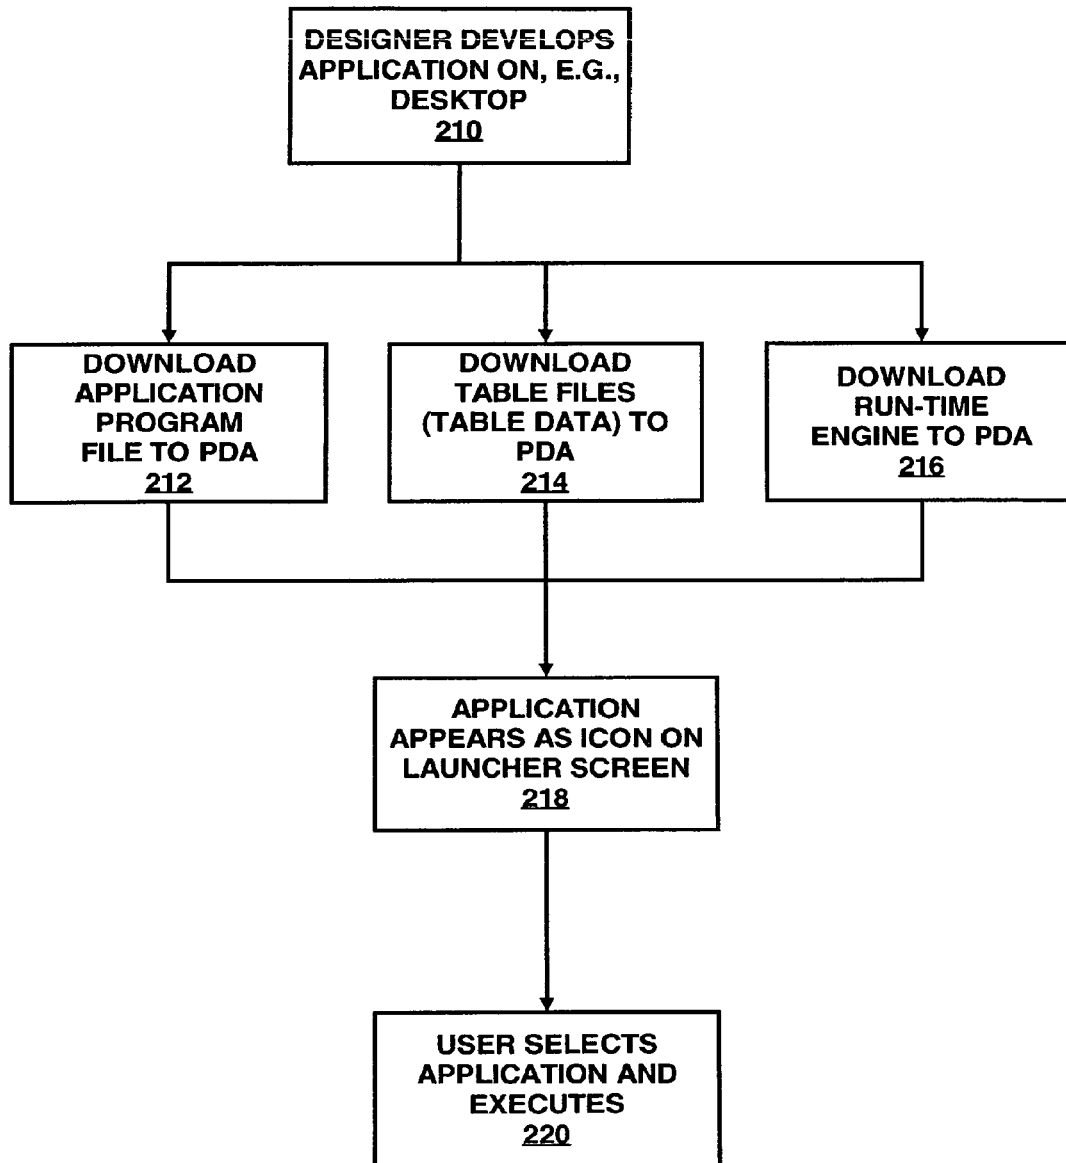 DESIGNER DEVELOPS
APPLICATION ON, E.G.,
DESKTOP
210
DOWNLOAD
APPLICATION
PROGRAM
FILE TO PDA
212
DOWNLOAD
TABLE FILES
(TABLE DATA) TO
PDA
214
DOWNLOAD
RUN-TIME
ENGINE TO PDA
216
APPLICATION
APPEARS AS ICON ON
LAUNCHER SCREEN
218
USER SELECTS
APPLICATION AND
EXECUTES
220